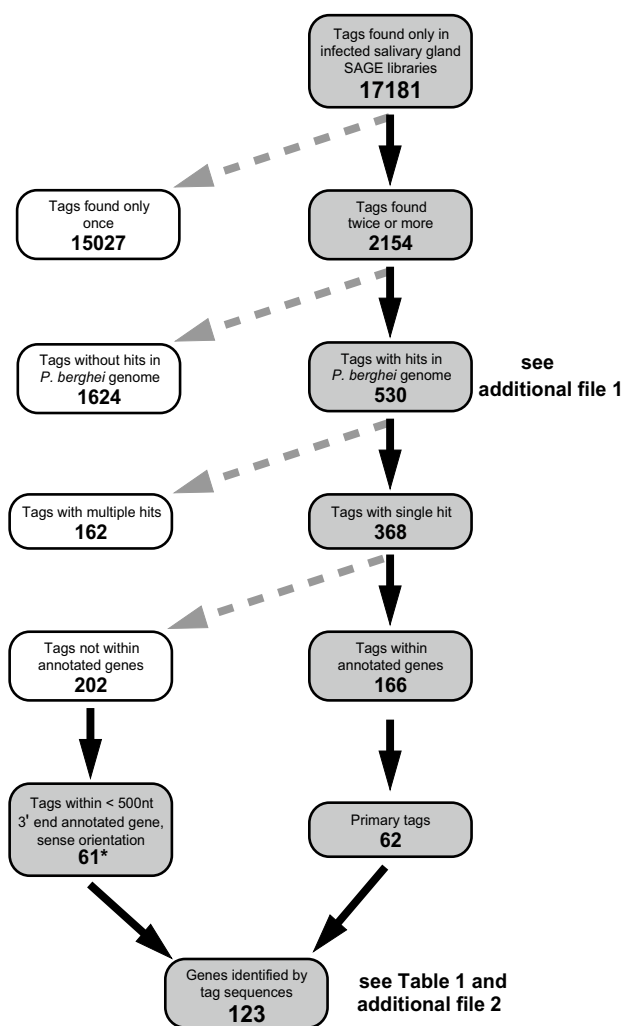 Tags found only in
infected salivary gland
SAGE libraries
17181
Tags found only
once
15027
Tags found
twice or more
2154
Tags without hits in
P. berghei genome
1624
Tags with hits in
P. berghei genome
530
see
additional file 1
Tags with multiple hits
162
Tags with single hit
368
Tags not within
annotated genes
202
Tags within
annotated genes
166
Tags within < 500nt
3' end annotated gene,
sense orientation
61*
Primary tags
62
Genes identified by
tag sequences
123
see Table 1 and
additional file 2